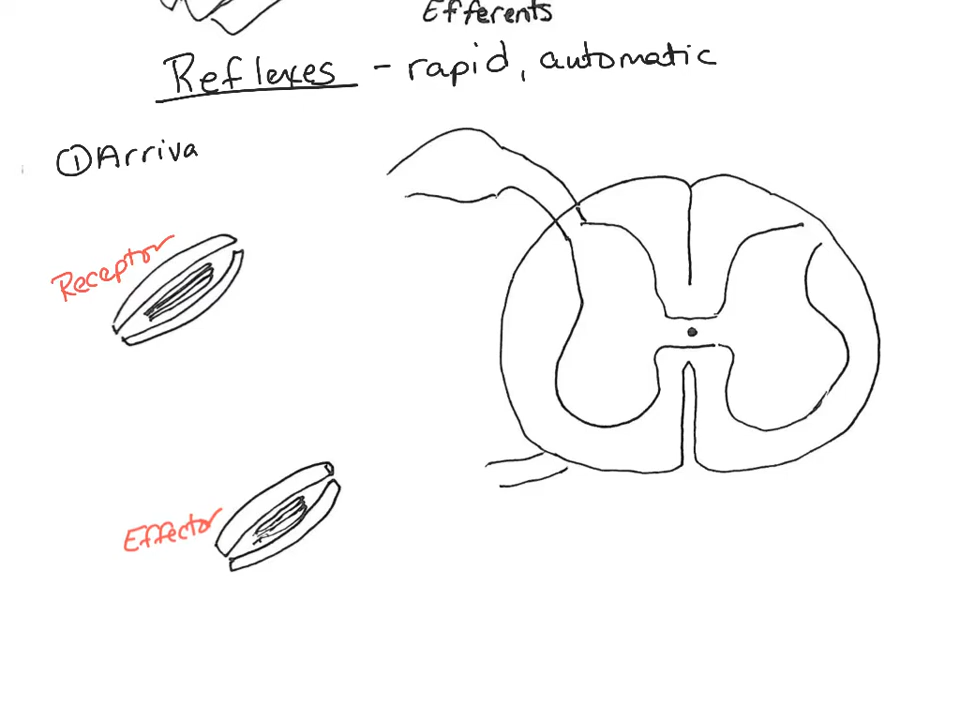 Efferents
Reflexes - rapid, automatic
① Arriva
Receptor
Effector